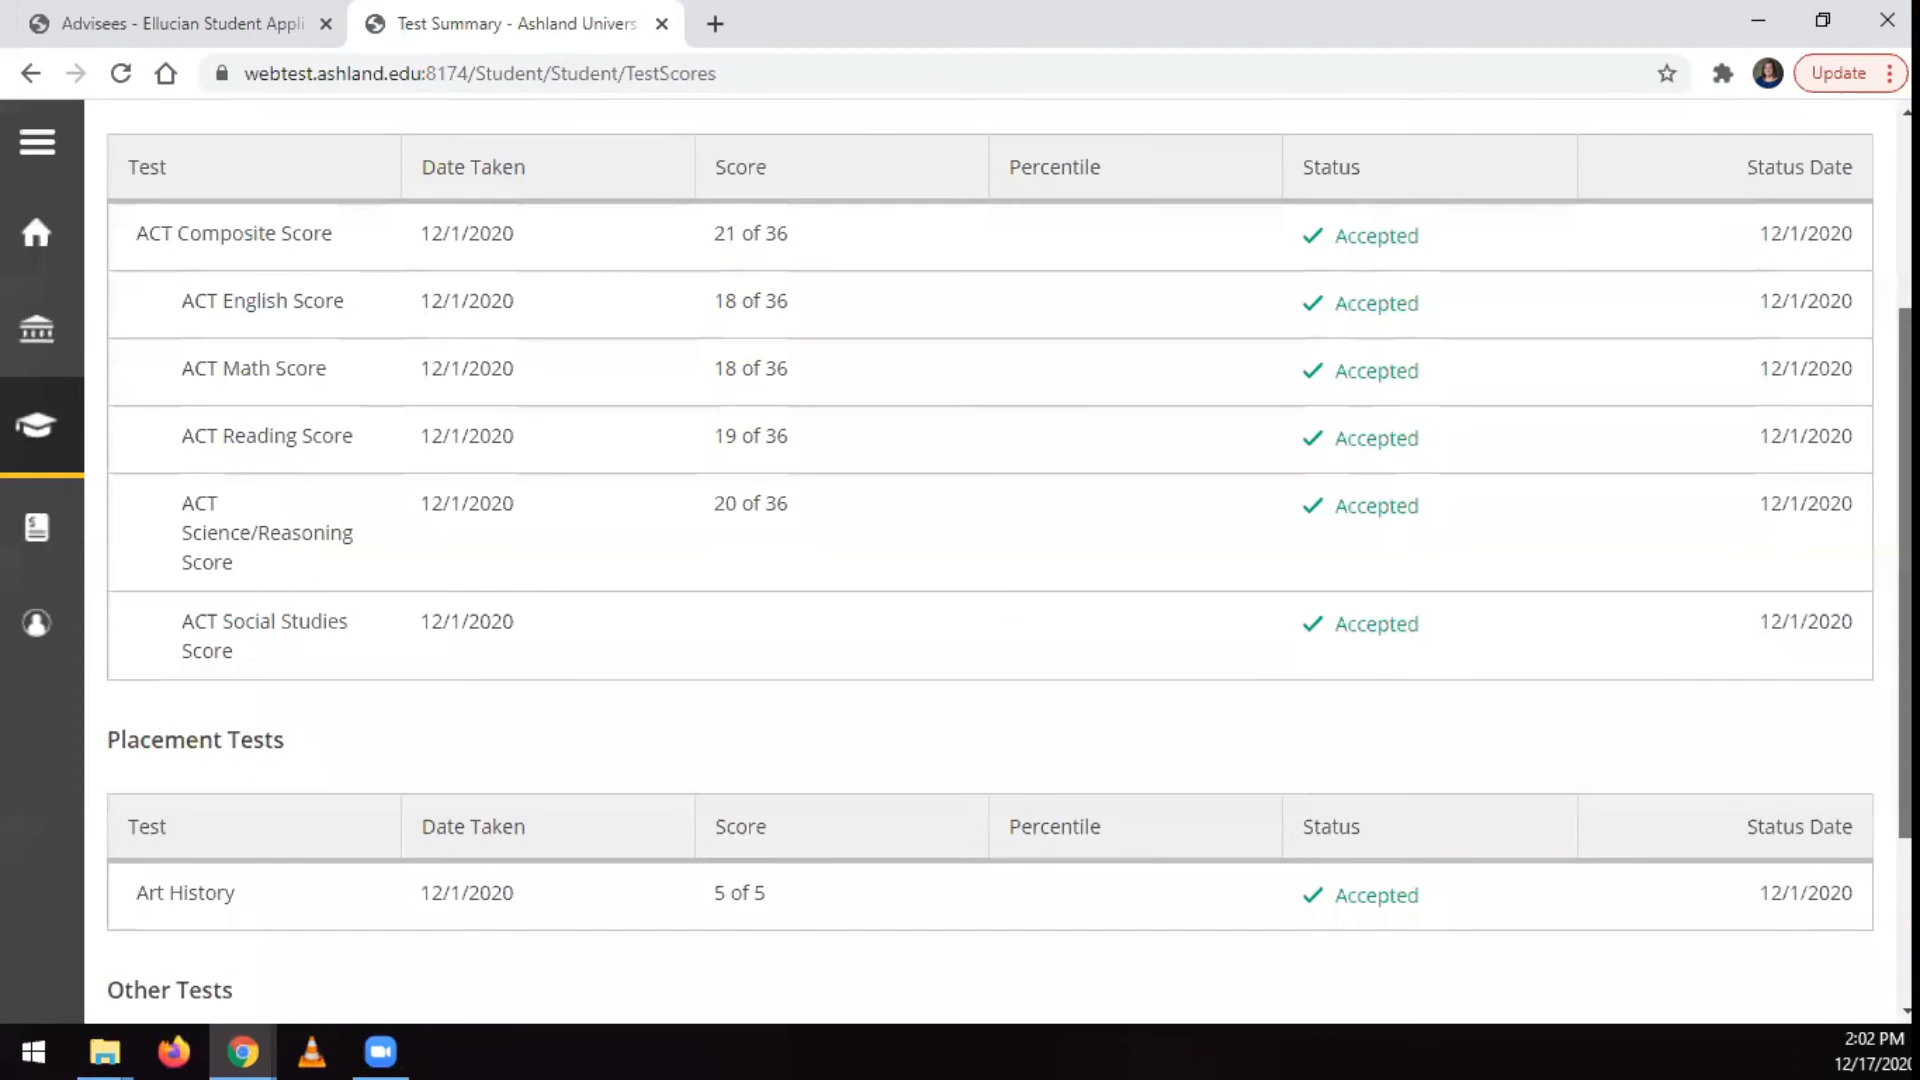 Advisees - Ellucian Student Appli
Test Summary - Ashland Univers
webtest.ashland.edu:8174/Student/Student/TestScores
Update
Test Date Taken Score Percentile Status Status Date
ACT Composite Score 12/1/2020 21 of 36 Accepted 12/1/2020
ACT English Score 12/1/2020 18 of 36 Accepted 12/1/2020
ACT Math Score 12/1/2020 18 of 36 Accepted 12/1/2020
ACT Reading Score 12/1/2020 19 of 36 Accepted 12/1/2020
ACT 12/1/2020 20 of 36 Accepted 12/1/2020
Science/Reasoning
Score
ACT Social Studies 12/1/2020 Accepted 12/1/2020
Score
Placement Tests
Test Date Taken Score Percentile Status Status Date
Art History 12/1/2020 5 of 5 Accepted 12/1/2020
Other Tests
2:02 PM
12/17/2020